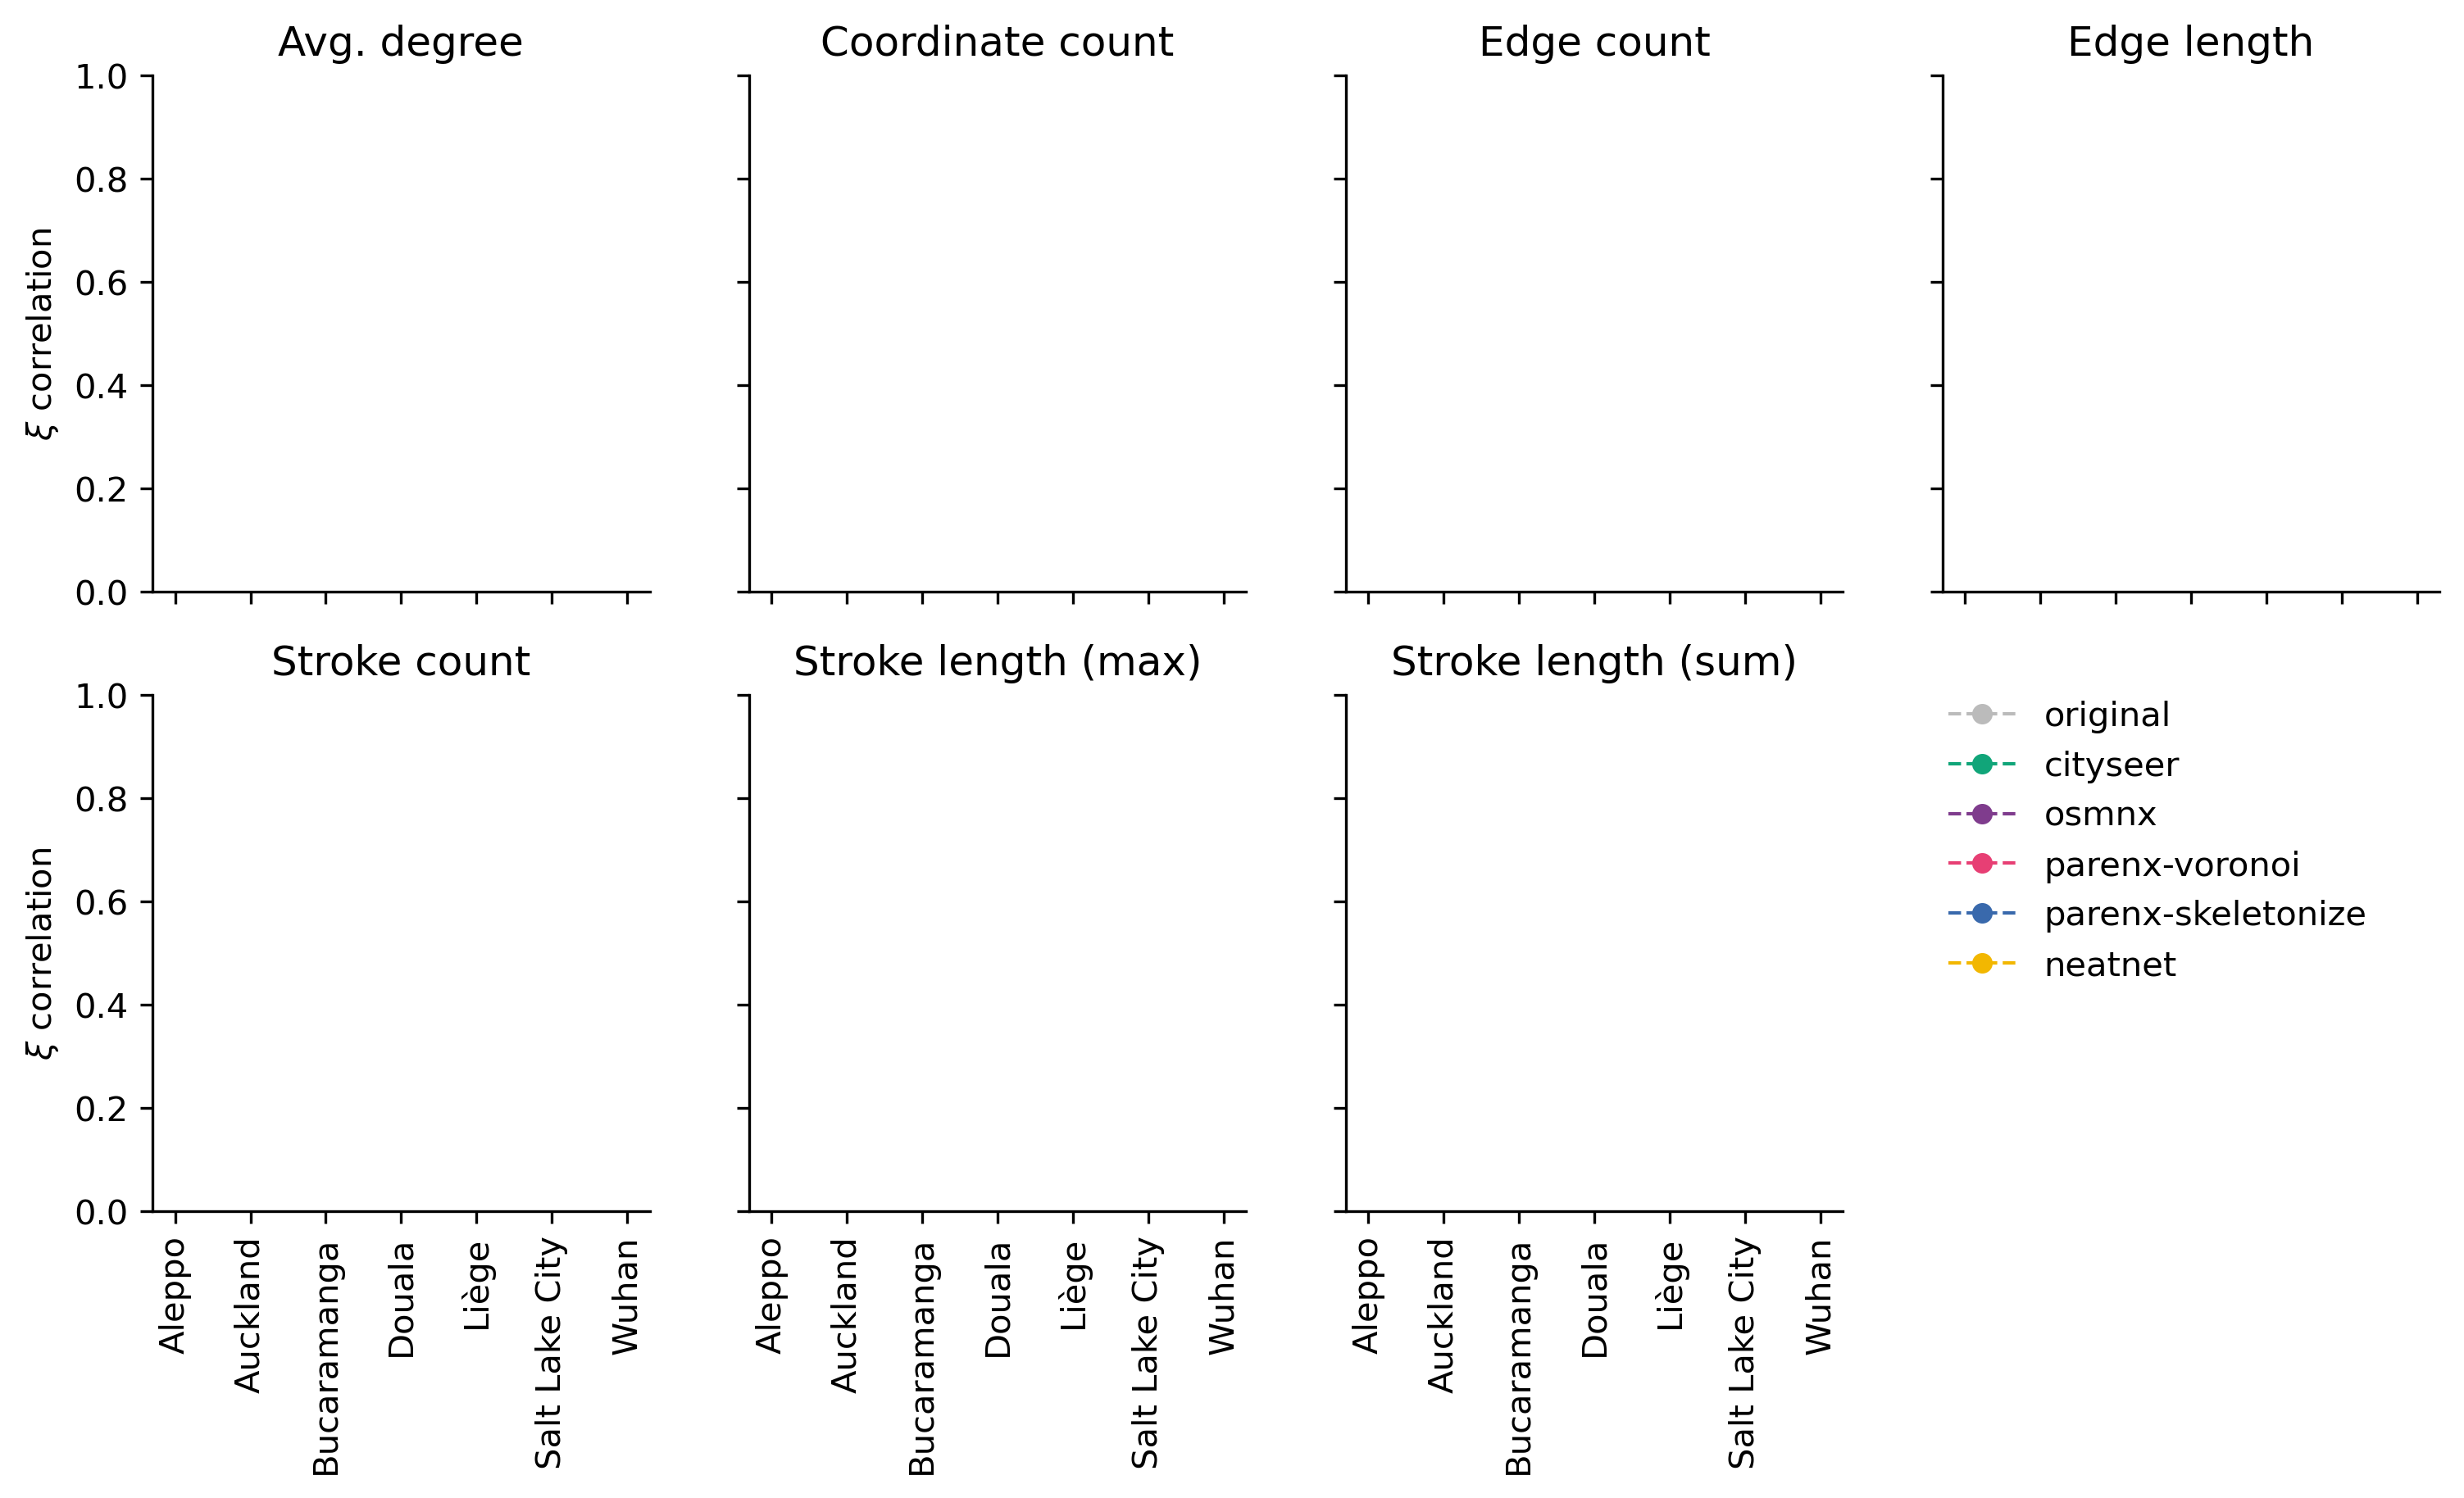 Avg. degree
Coordinate count
Edge count
Edge length
ξ correlation
1.0
0.8
0.6
0.4
0.2
0.0
Stroke count
Stroke length (max)
Stroke length (sum)
ξ correlation
1.0
0.8
0.6
0.4
0.2
0.0
original
cityseer
osmnx
parenx-voronoi
parenx-skeletonize
neatnet
Aleppo
Auckland
Bucaramanga
Douala
Liège
Salt Lake City
Wuhan
Aleppo
Auckland
Bucaramanga
Douala
Liège
Salt Lake City
Wuhan
Aleppo
Auckland
Bucaramanga
Douala
Liège
Salt Lake City
Wuhan